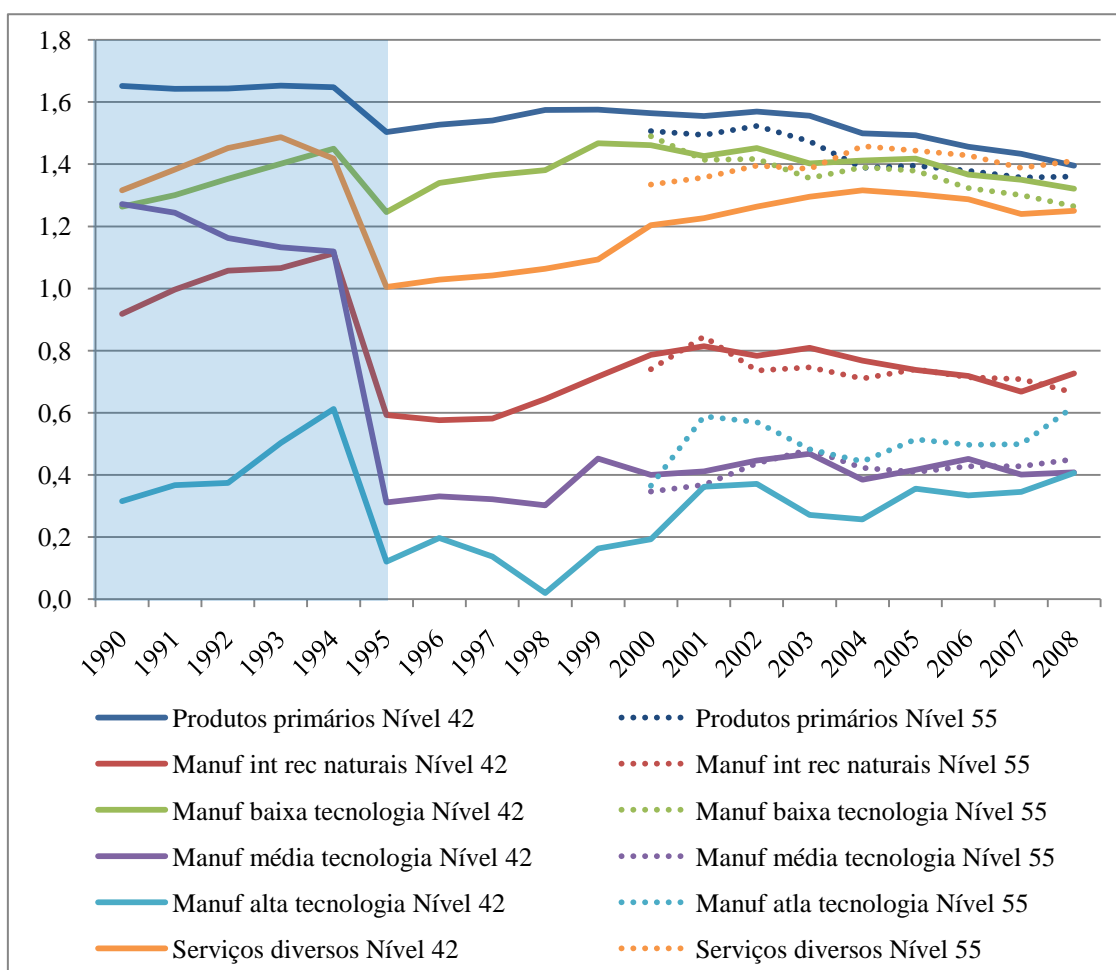 1,8
1,6
1,4
1,2
1,0
0,8
0,6
0,4
0,2
0,0
1990 1991 1992 1993 1994 1995 1996 1997 1998 1999 2000 2001 2002 2003 2004 2005 2006 2007 2008
Produtos primários Nível 42 Produtos primários Nível 55
Manuf int rec naturais Nível 42 Manuf int rec naturais Nível 55
Manuf baixa tecnologia Nível 42 Manuf baixa tecnologia Nível 55
Manuf média tecnologia Nível 42 Manuf média tecnologia Nível 55
Manuf alta tecnologia Nível 42 Manuf atla tecnologia Nível 55
Serviços diversos Nível 42 Serviços diversos Nível 55